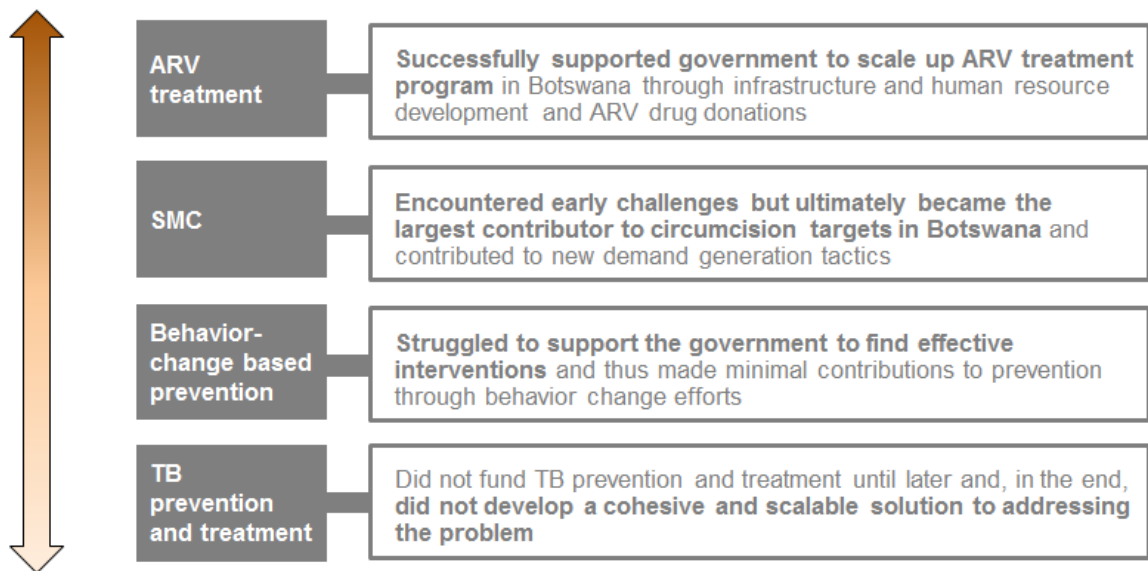 ARV
treatment
Successfully supported government to scale up ARV treatment
program in Botswana through infrastructure and human resource
development and ARV drug donations
SMC
Encountered early challenges but ultimately became the
largest contributor to circumcision targets in Botswana and
contributed to new demand generation tactics
Behavior-
change based
prevention
Struggled to support the government to find effective
interventions and thus made minimal contributions to prevention
through behavior change efforts
TB
prevention
and treatment
Did not fund TB prevention and treatment until later and, in the end,
did not develop a cohesive and scalable solution to addressing
the problem